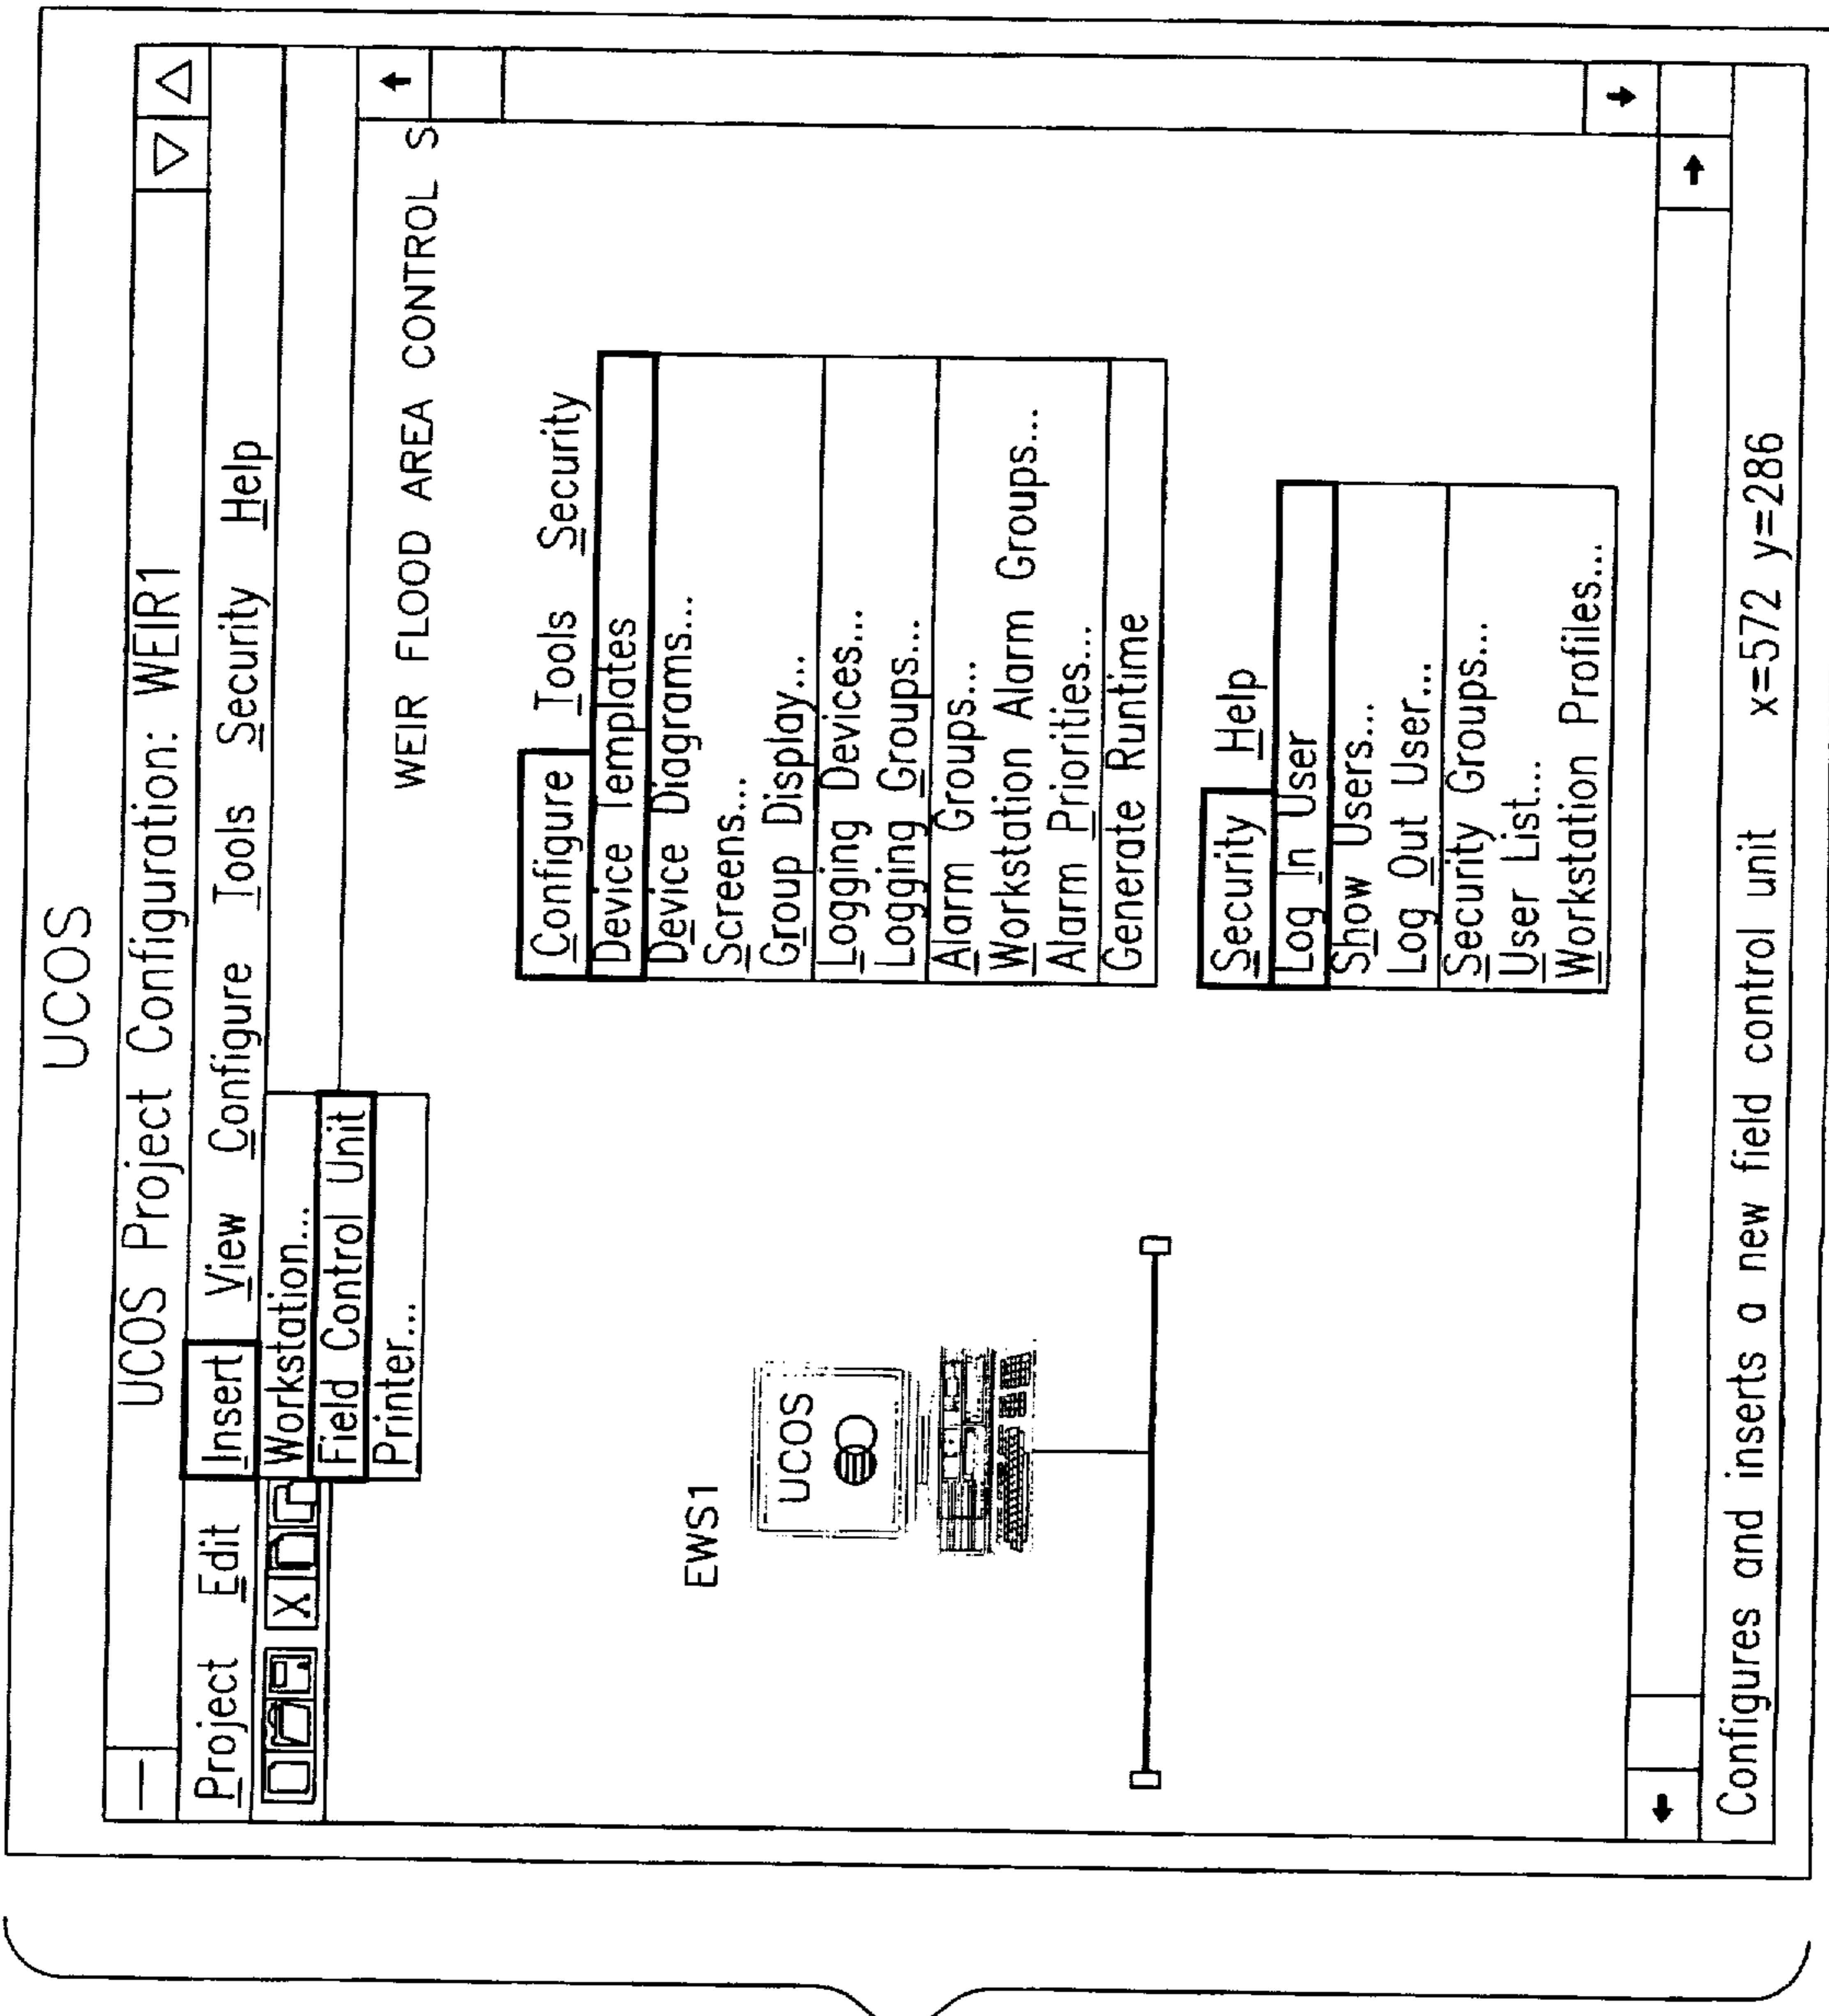 UCOS
UCOS Project Configuration: WEIR1
Project Edit Insert View Configure Tools Security Help
Workstation...
Field Control Unit
Printer...
WEIR FLOOD AREA CONTROL S
EWS1
UCOS
Configure Tools Security
Device Templates
Device Diagrams...
Screens...
Group Display...
Logging Devices...
Logging Groups...
Alarm Groups...
Workstation Alarm Groups...
Alarm Priorities...
Generate Runtime
Security Help
Log In User
Show Users...
Log Out User...
Security Groups...
User List...
Workstation Profiles...
Configures and inserts a new field control unit x=572 y=286